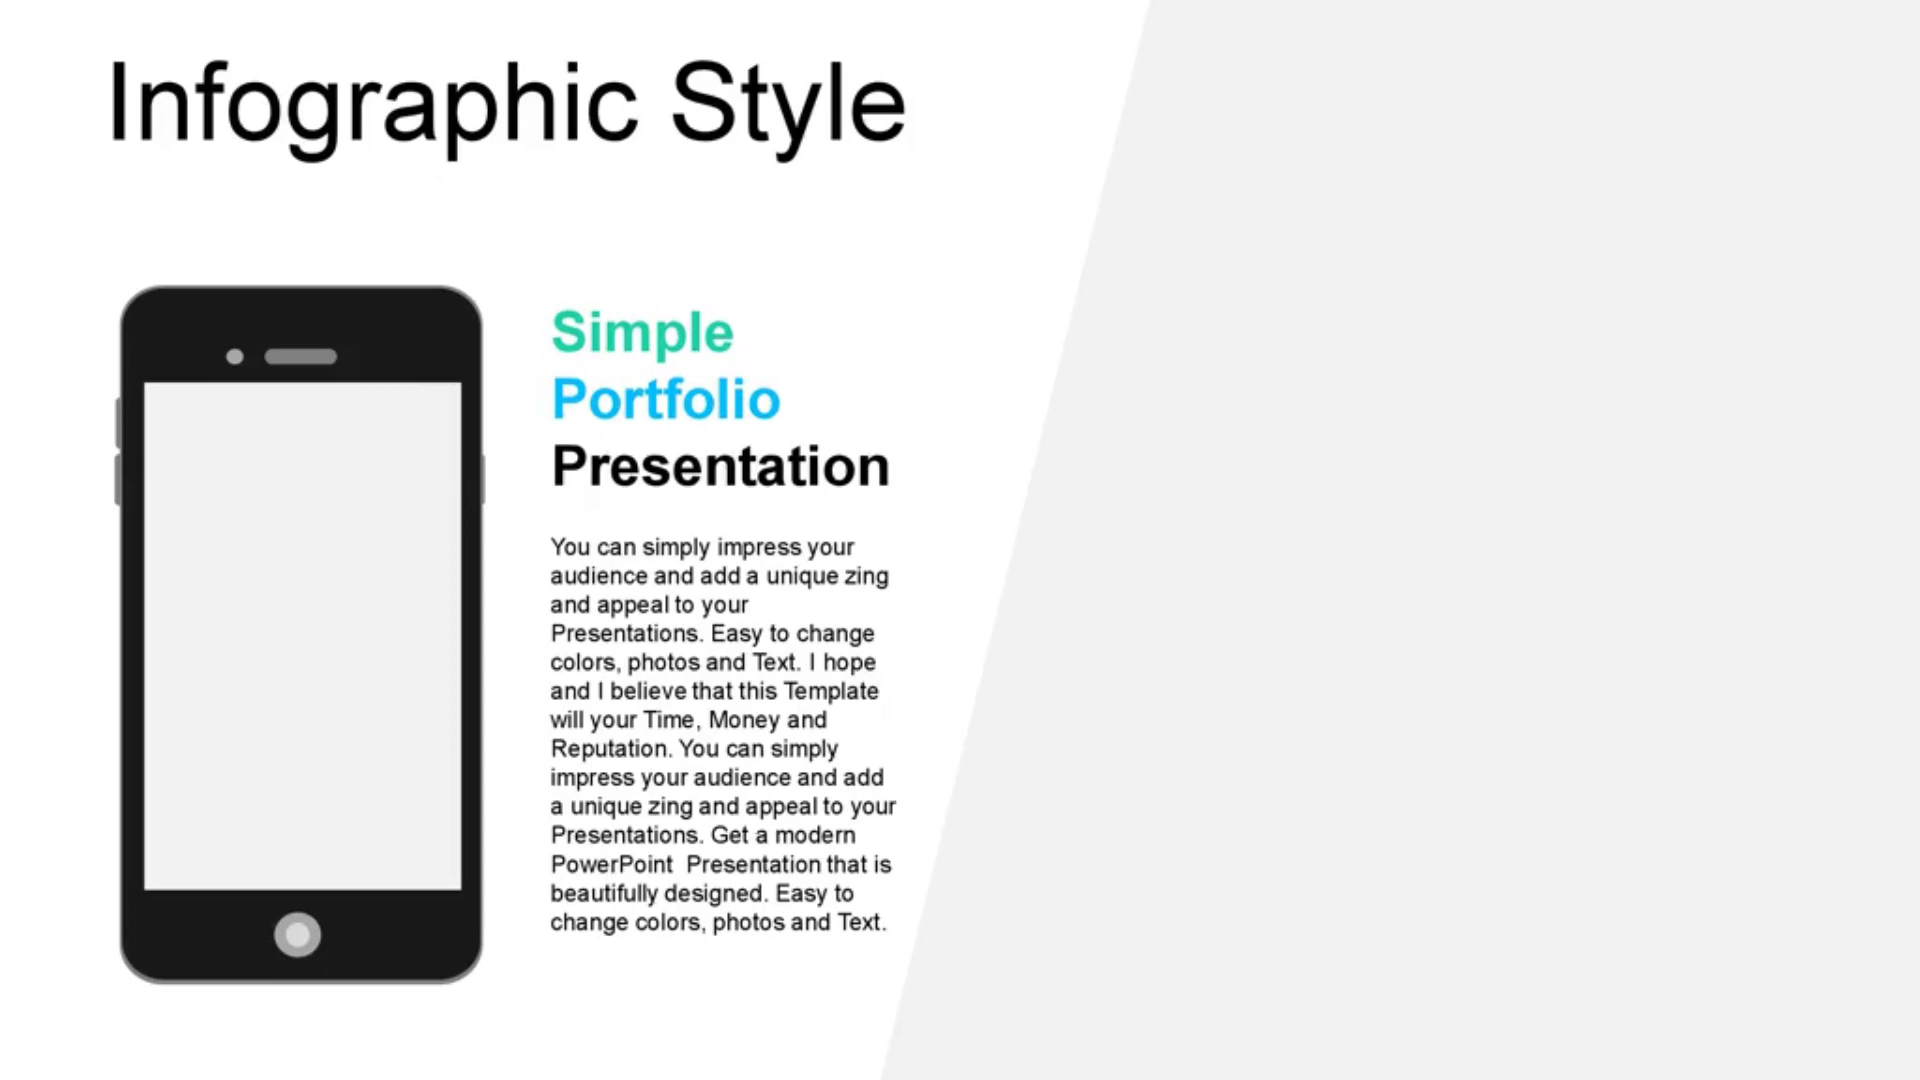 Infographic Style
Simple
Portfolio
Presentation
You can simply impress your
audience and add a unique zing
and appeal to your
Presentations. Easy to change
colors, photos and Text. I hope
and I believe that this Template
will your Time, Money and
Reputation. You can simply
impress your audience and add
a unique zing and appeal to your
Presentations. Get a modern
PowerPoint  Presentation that is
beautifully designed. Easy to
change colors, photos and Text.